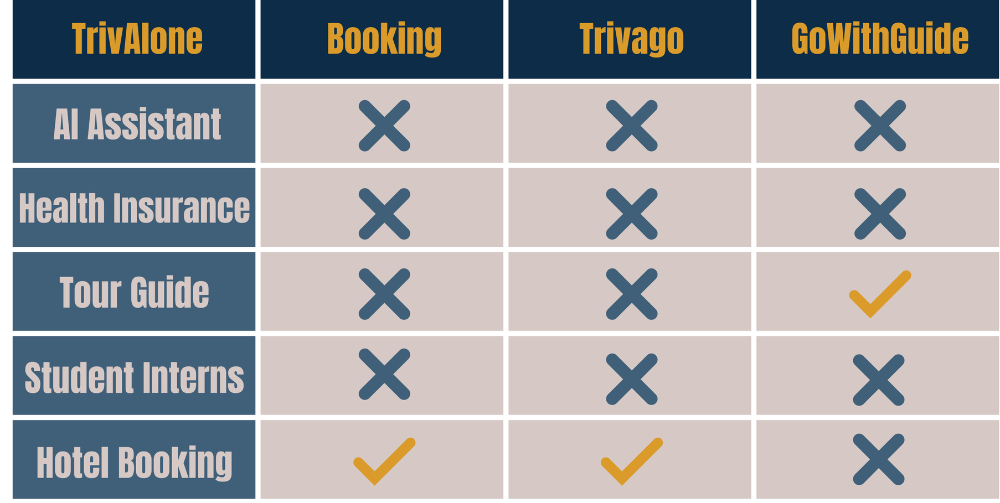 TrivAlone Booking Trivago GoWithGuide
AI Assistant
Health Insurance
Tour Guide
Student Interns
Hotel Booking